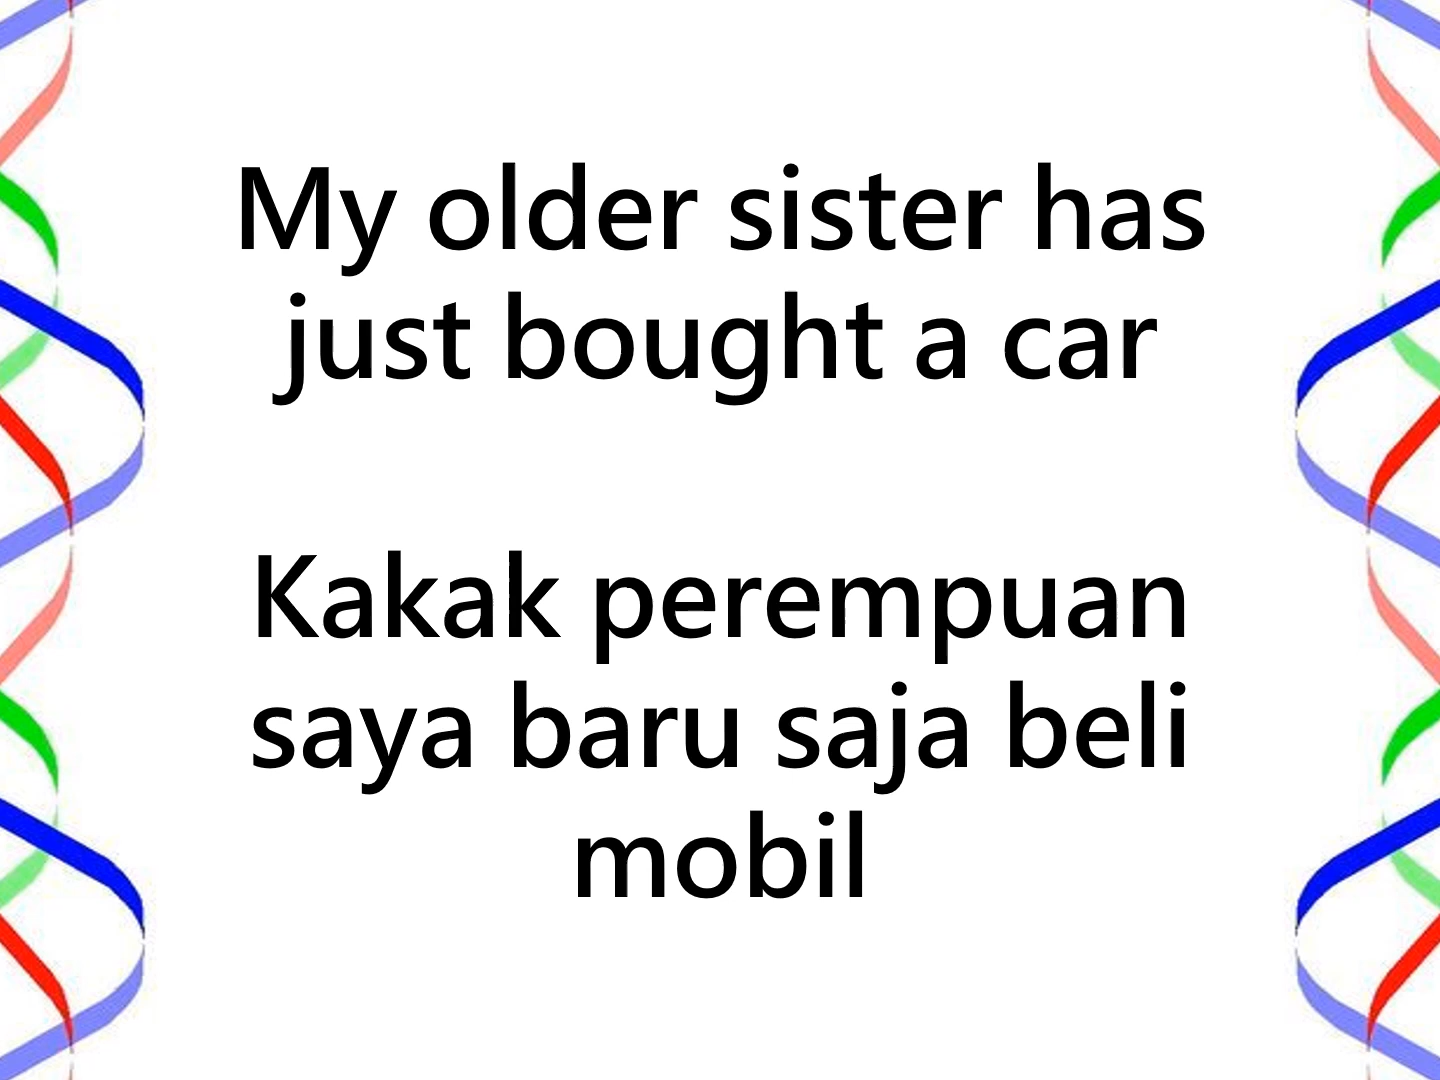 My older sister has
just bought a car
Kakak perempuan
saya baru saja beli
mobil